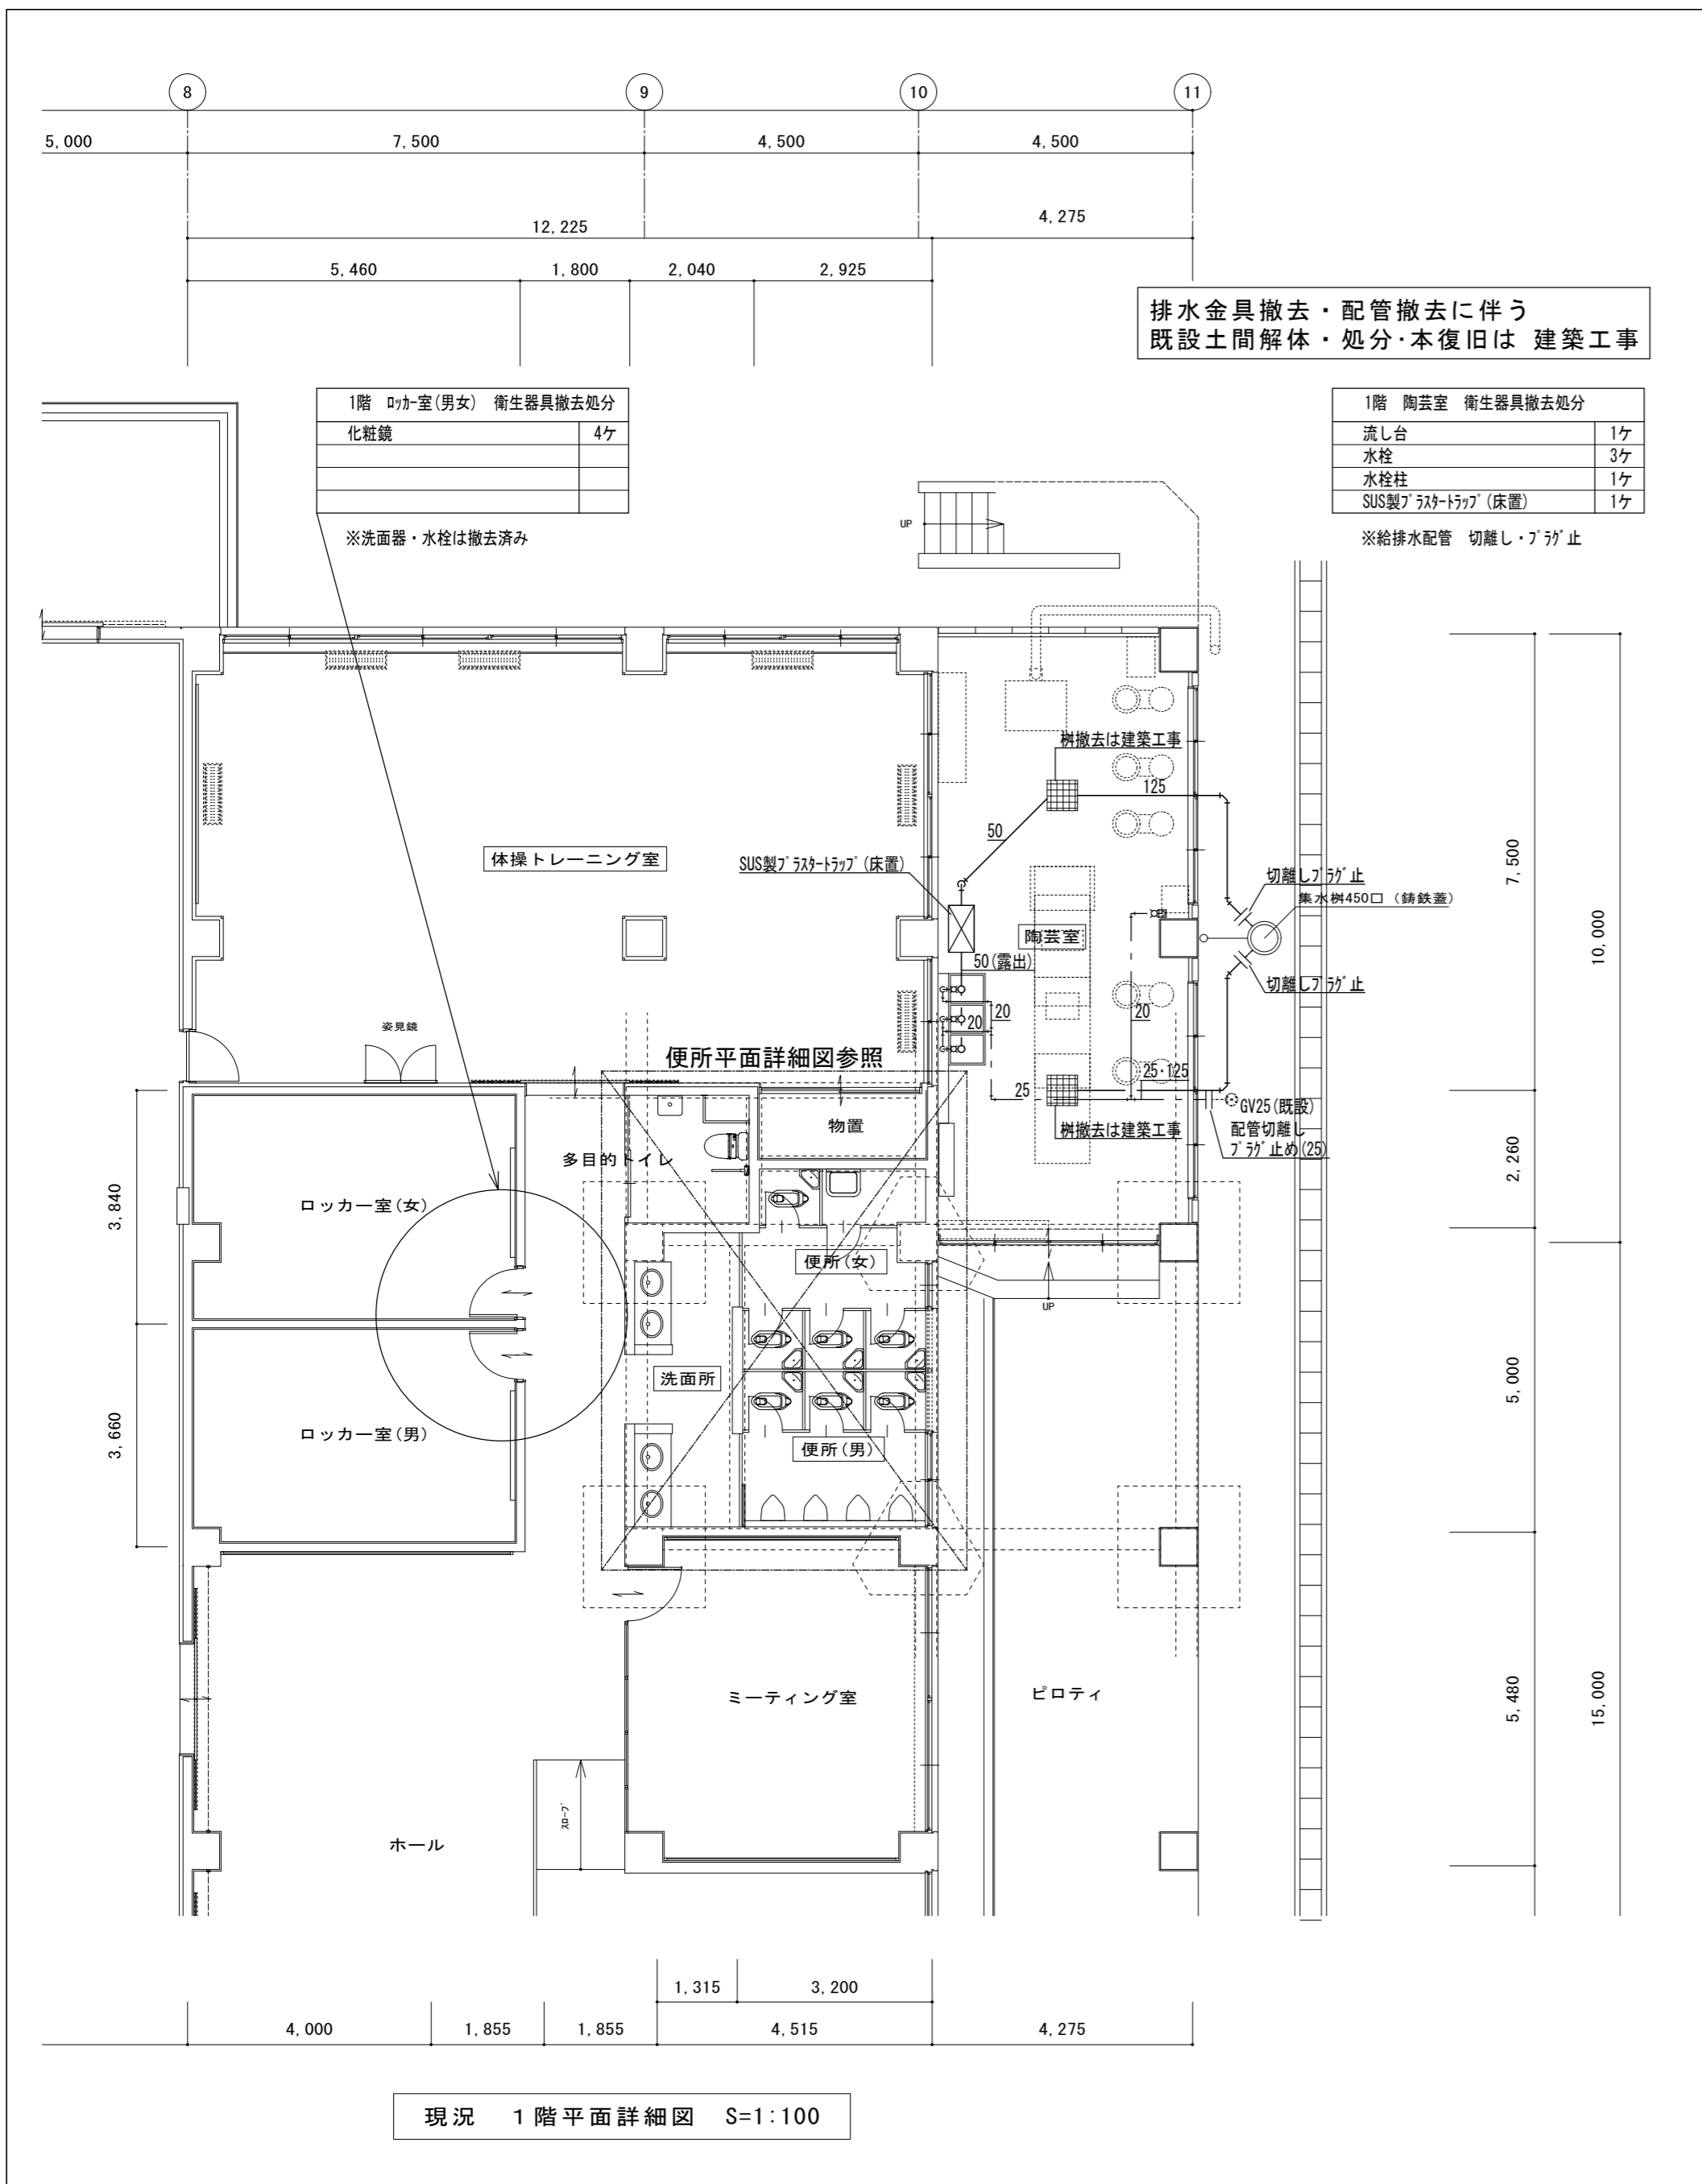 8
9
10
11
5,000
7,500
4,500
4,500
12,225
4,275
5,460
1,800
2,040
2,925
排水金具撤去・配管撤去に伴う
既設土間解体・処分・本復旧は 建築工事
1階 ﾛｯｶｰ室(男女) 衛生器具撤去処分
化粧鏡 4ケ
※洗面器・水栓は撤去済み
1階 陶芸室 衛生器具撤去処分
流し台 1ケ
水栓 3ケ
水栓柱 1ケ
SUS製ﾌﾟﾗｽﾀｰﾄﾗｯﾌﾟ(床置) 1ケ
※給排水配管 切離し・ﾌﾟﾗｸﾞ止
UP
桝撤去は建築工事
125
50
体操トレーニング室
SUS製ﾌﾟﾗｽﾀｰﾄﾗｯﾌﾟ(床置)
切離しﾌﾟﾗｸﾞ止
集水桝450口 (鋳鉄蓋)
陶芸室
50(露出)
切離しﾌﾟﾗｸﾞ止
20
20
20
姿見鏡
便所平面詳細図参照
25・125
25
GV25(既設)
配管切離し
ﾌﾟﾗｸﾞ止め(25)
物置
桝撤去は建築工事
多目的トイレ
ロッカー室(女)
便所(女)
UP
洗面所
ロッカー室(男)
便所(男)
ミーティング室
ピロティ
ｽﾛｰﾌﾟ
ホール
3,840
3,660
7,500
10,000
2,260
5,000
5,480
15,000
1,315
3,200
4,000
1,855
1,855
4,515
4,275
現況 1階平面詳細図 S=1:100